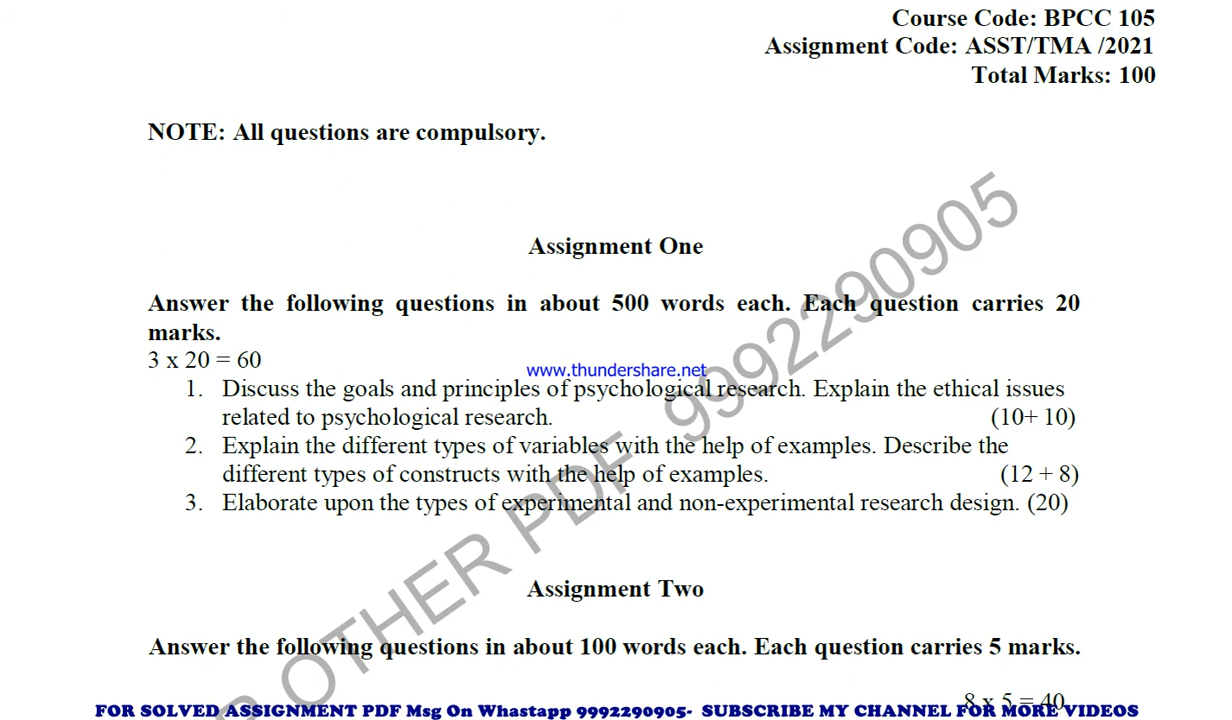 Course Code: BPCC 105
Assignment Code: ASST/TMA /2021
Total Marks: 100
NOTE: All questions are compulsory.
Assignment One
Answer the following questions in about 500 words each. Each question carries 20
marks.
3 x 20 = 60
www.thundershare.net
1. Discuss the goals and principles of psychological research. Explain the ethical issues
related to psychological research. (10+ 10)
2. Explain the different types of variables with the help of examples. Describe the
different types of constructs with the help of examples. (12 + 8)
3. Elaborate upon the types of experimental and non-experimental research design. (20)
Assignment Two
Answer the following questions in about 100 words each. Each question carries 5 marks.
8 x 5 = 40
OTHER PDF 9992290905
FOR SOLVED ASSIGNMENT PDF Msg On Whastapp 9992290905- SUBSCRIBE MY CHANNEL FOR MORE VIDEOS